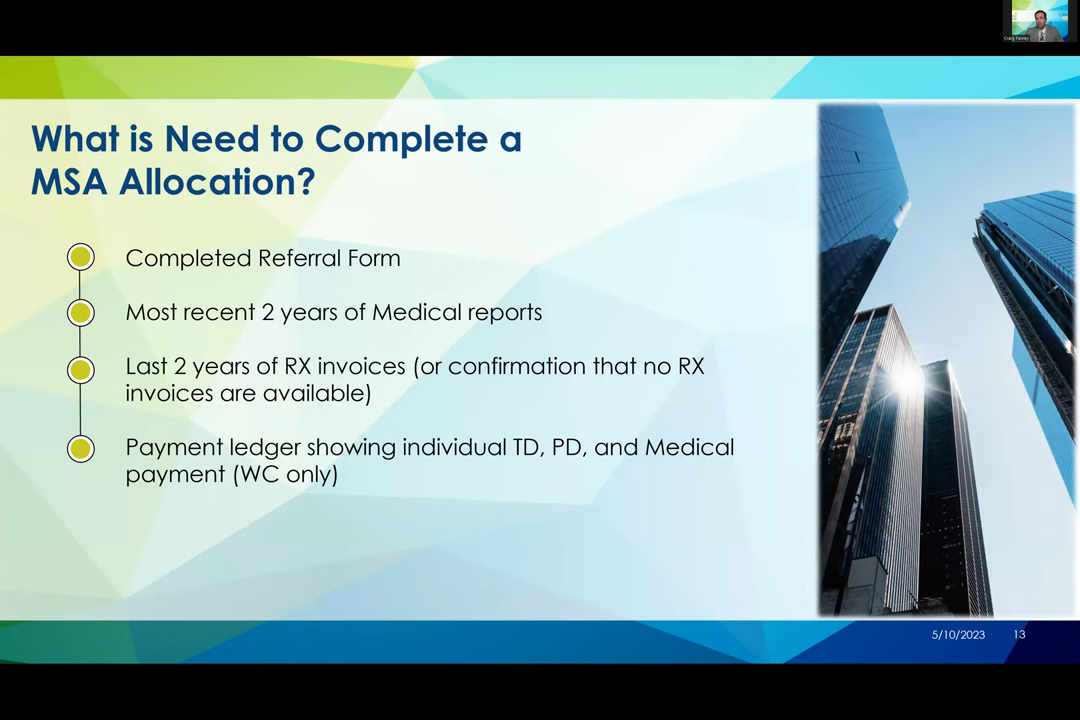 What is Need to Complete a
MSA Allocation?
Completed Referral Form
Most recent 2 years of Medical reports
Last 2 years of RX invoices (or confirmation that no RX
invoices are available)
Payment ledger showing individual TD, PD, and Medical
payment (WC only)
5/10/2023
13